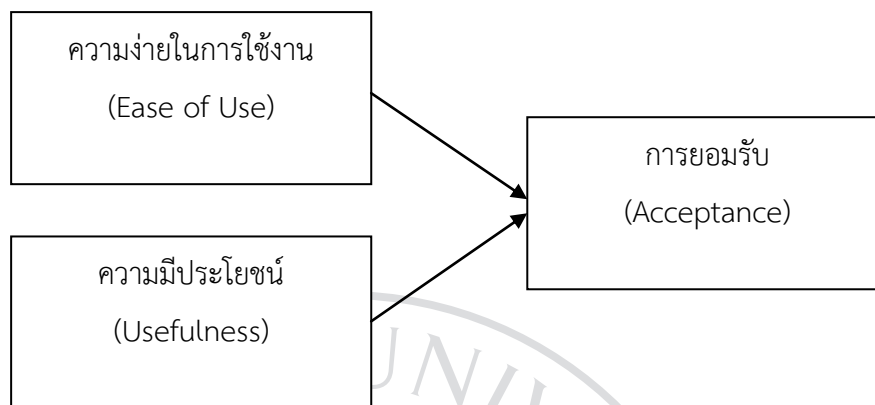 ความง่ายในการใช้งาน
(Ease of Use)
การยอมรับ
(Acceptance)
ความมีประโยชน์
(Usefulness)
UNI